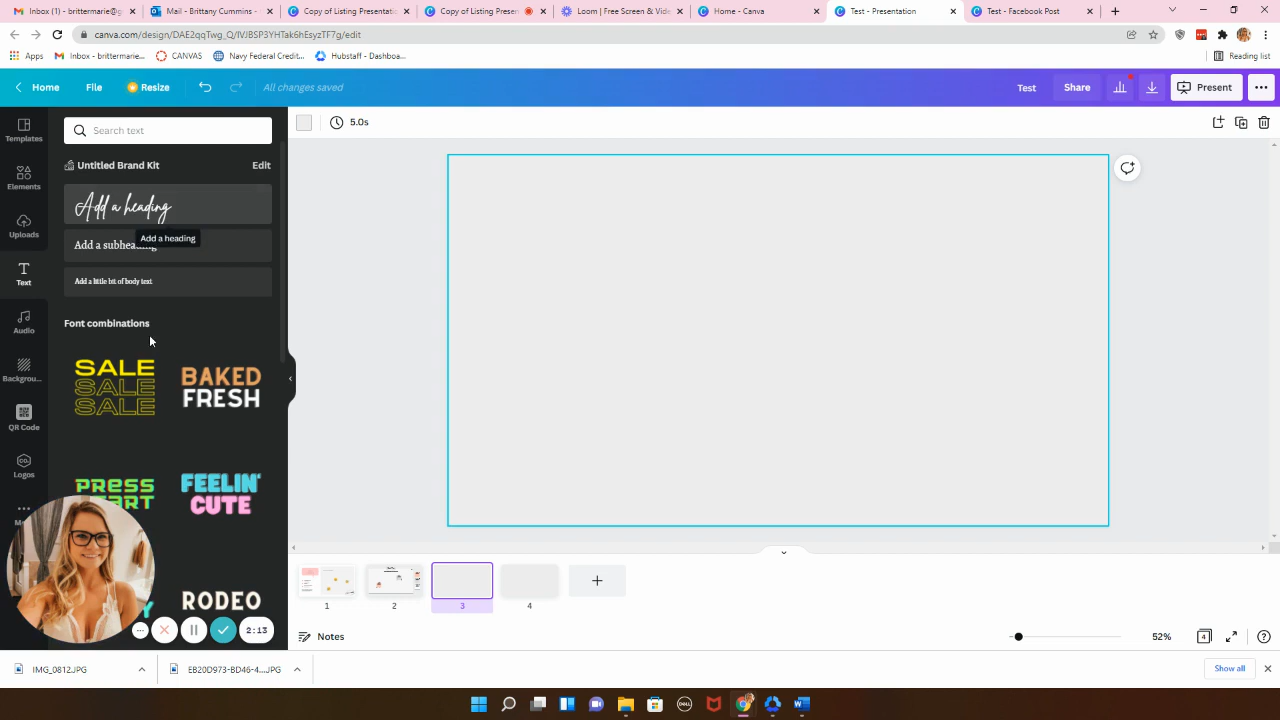 Inbox (1) - brittermarie@g
Mail - Brittany Cummins -
Copy of Listing Presentatio
Copy of Listing Present
Loom | Free Screen & Vide
Home - Canva
Test - Presentation
Test - Facebook Post
canva.com/design/DAE2qqTwg_Q/IVJBSP3YHTak6hEsyzTF7g/edit
Apps
Inbox - brittermarie...
CANVAS
Navy Federal Credit...
Hubstaff - Dashboa...
Reading list
Home
File
Resize
All changes saved
Test
Share
Present
Templates
Elements
Uploads
Text
Audio
Backgrou...
QR Code
Logos
Search text
Untitled Brand Kit
Edit
Add a heading
Add a heading
Add a subheading
Add a little bit of body text
Font combinations
SALE
SALE
SALE
BAKED
FRESH
PRESS
FEELIN'
CUTE
RODEO
2:13
5.0s
1
2
3
4
Notes
52%
4
IMG_0812.JPG
EB20D973-BD46-4....JPG
Show all
DELL